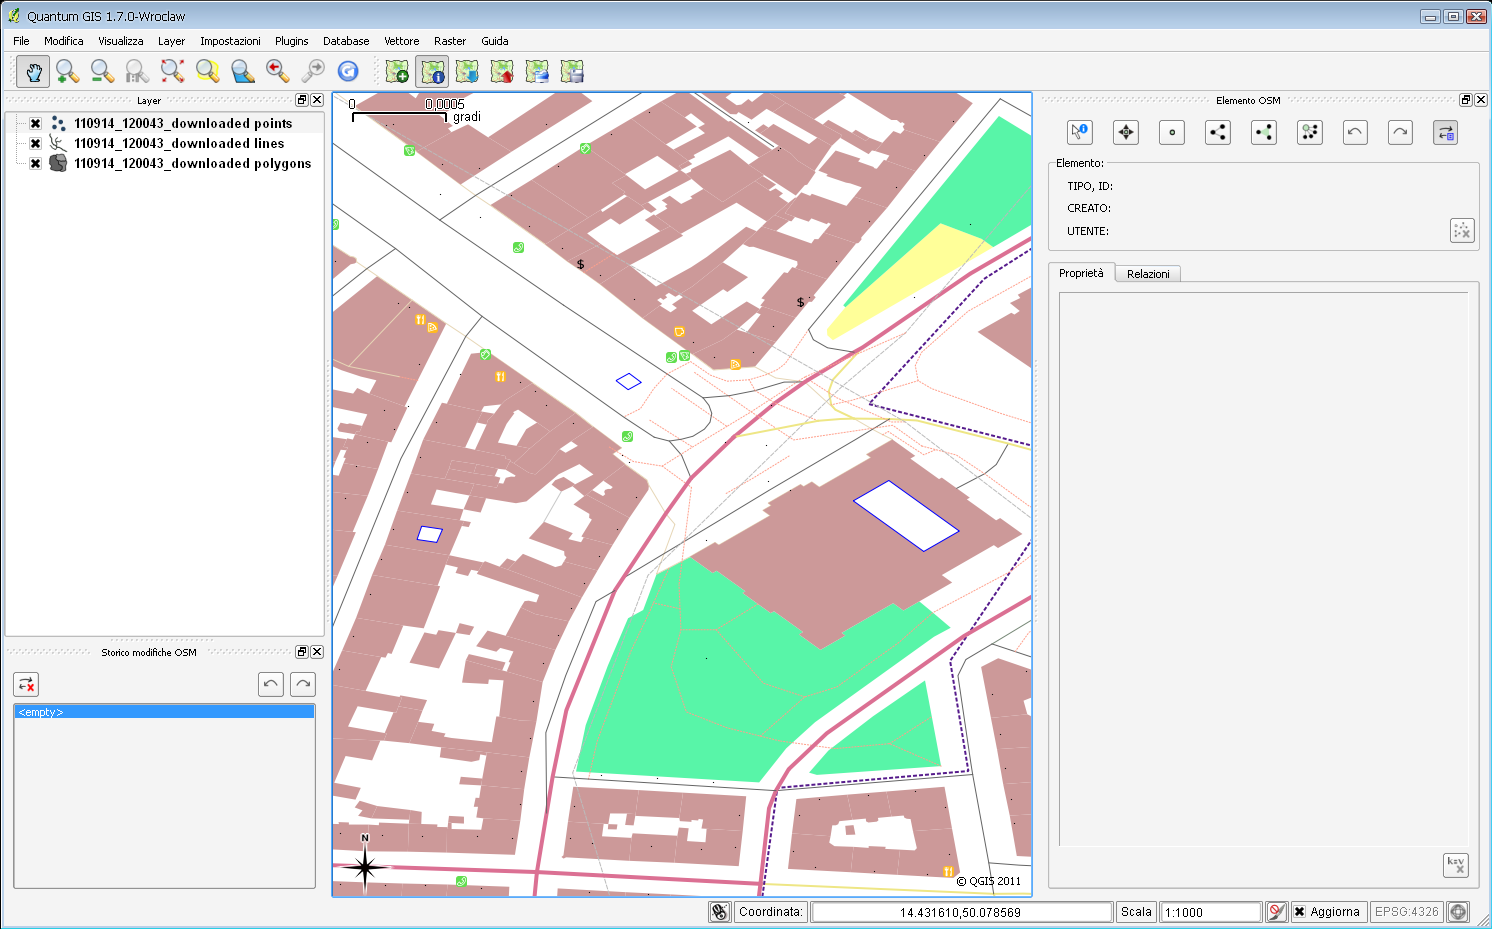 Quantum GIS 1.7.0-Wroclaw
File Modifica Visualizza Layer Impostazioni Plugins Database Vettore Raster Guida
Layer
110914_120043_downloaded points
110914_120043_downloaded lines
110914_120043_downloaded polygons
Storico modifiche OSM
<empty>
0 0.0005
gradi
$
$
N
© QGIS 2011
Elemento OSM
Elemento:
TIPO, ID:
CREATO:
UTENTE:
Proprietà Relazioni
Coordinata: 14.431610,50.078569 Scala 1:1000 Aggiorna EPSG:4326